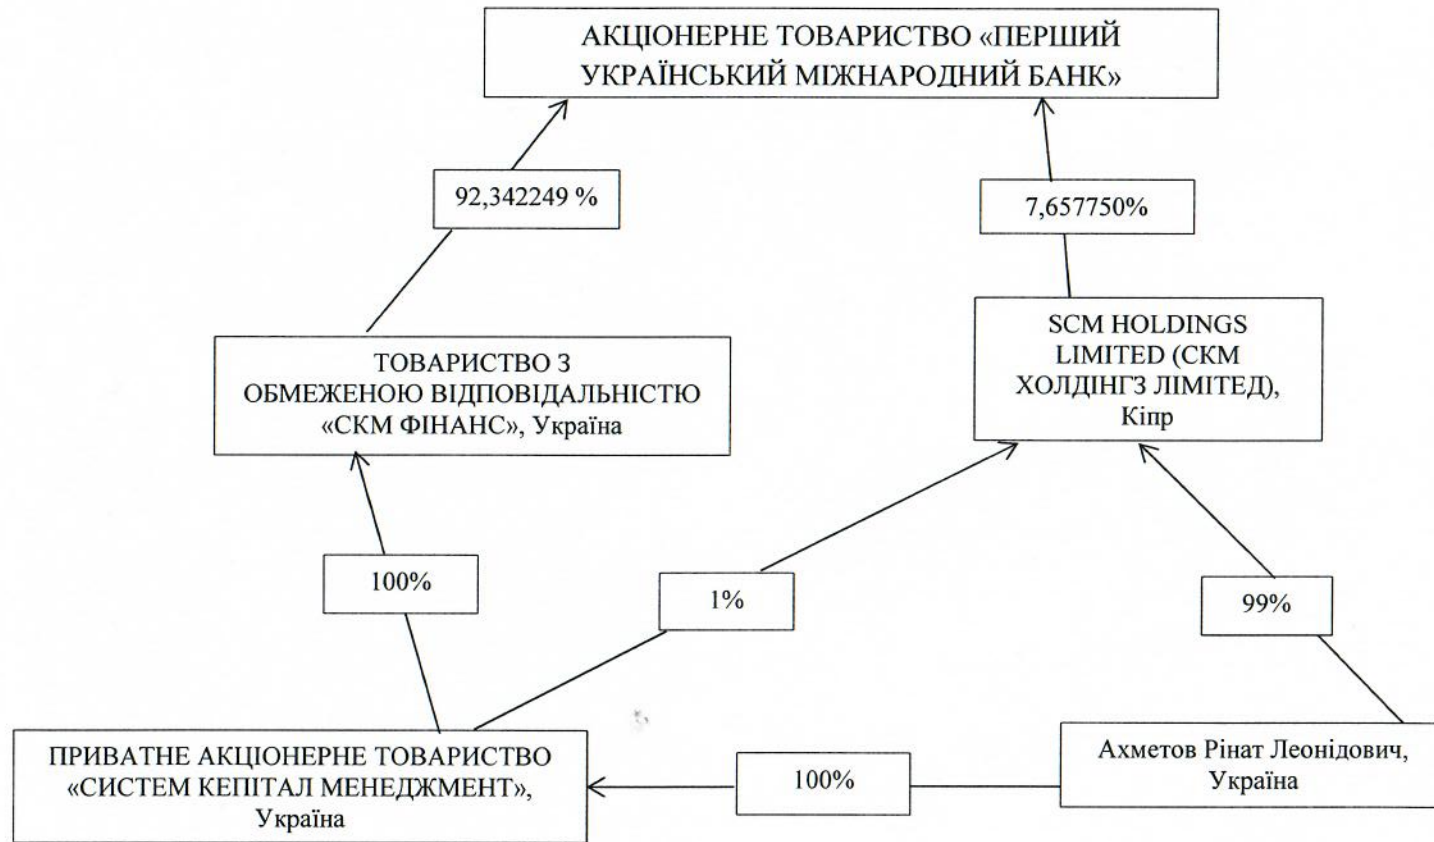 АКЦІОНЕРНЕ ТОВАРИСТВО «ПЕРШИЙ
УКРАЇНСЬКИЙ МІЖНАРОДНИЙ БАНК»
92,342249 %
7,657750%
ТОВАРИСТВО З
ОБМЕЖЕНОЮ ВІДПОВІДАЛЬНІСТЮ
«СКМ ФІНАНС», Україна
SCM HOLDINGS
LIMITED (СКМ
ХОЛДІНГЗ ЛІМІТЕД),
Кіпр
100%
1%
99%
ПРИВАТНЕ АКЦІОНЕРНЕ ТОВАРИСТВО
«СИСТЕМ КЕПІТАЛ МЕНЕДЖМЕНТ»,
Україна
100%
Ахметов Рінат Леонідович,
Україна